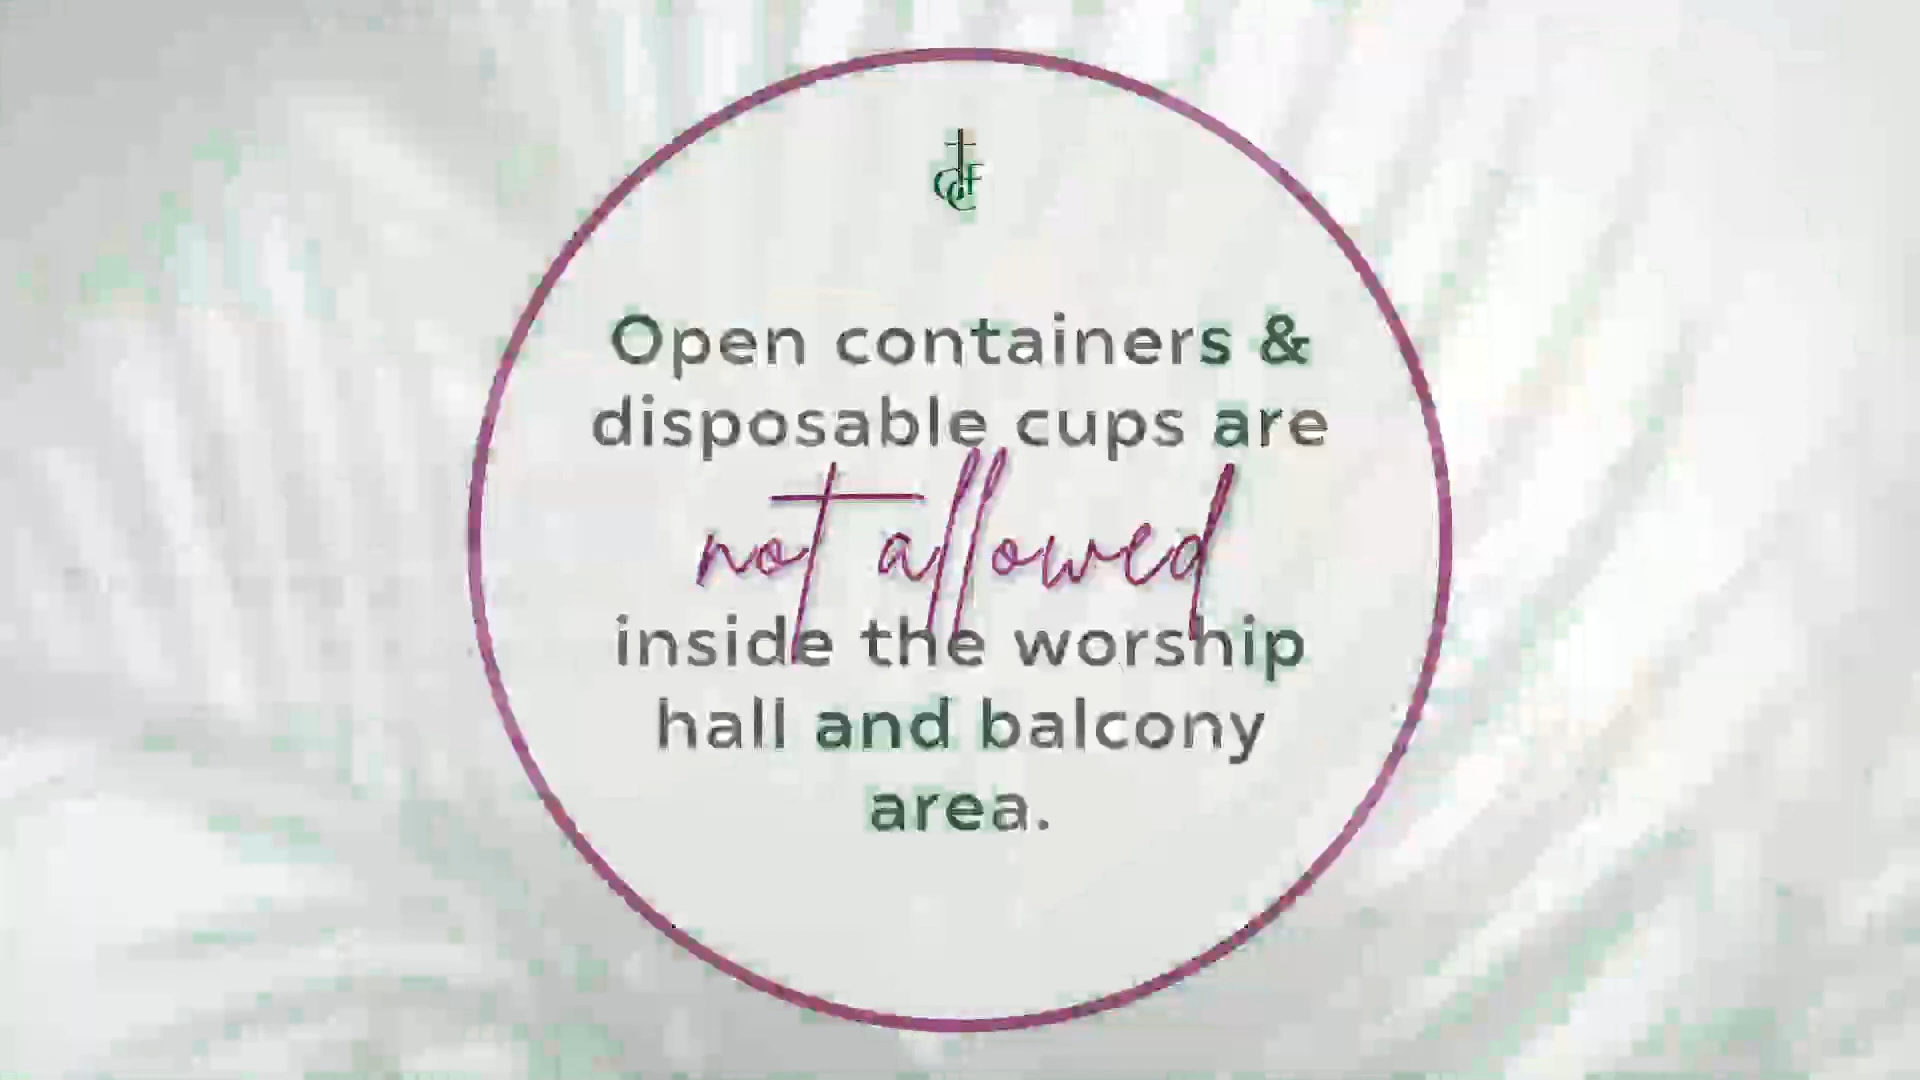 Open containers &
disposable cups are
not allowed
inside the worship
hall and balcony
area.